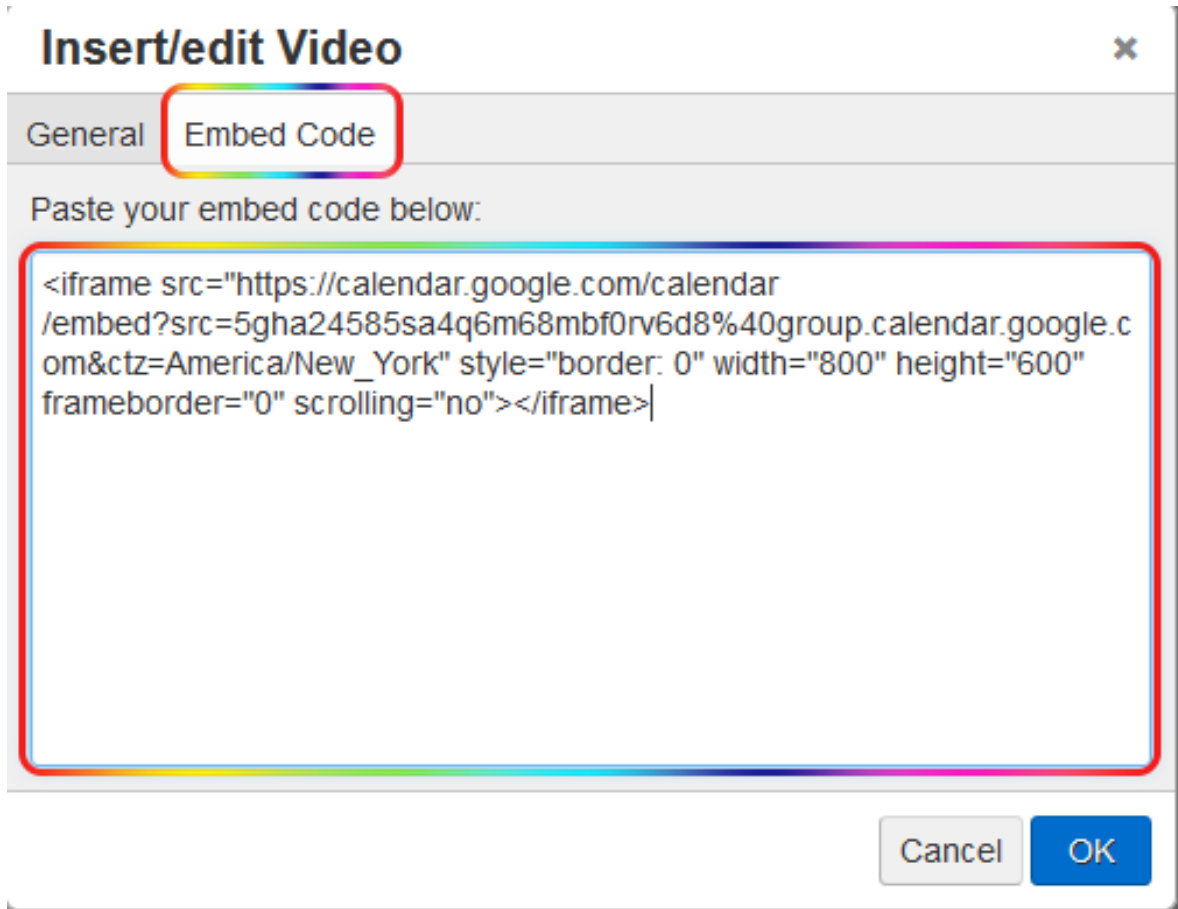 Insert/edit Video
General Embed Code
Paste your embed code below:
<iframe src="https://calendar.google.com/calendar
/embed?src=5gha24585sa4q6m68mbf0rv6d8%40group.calendar.google.c
om&ctz=America/New_York" style="border: 0" width="800" height="600"
frameborder="0" scrolling="no"></iframe>
Cancel OK